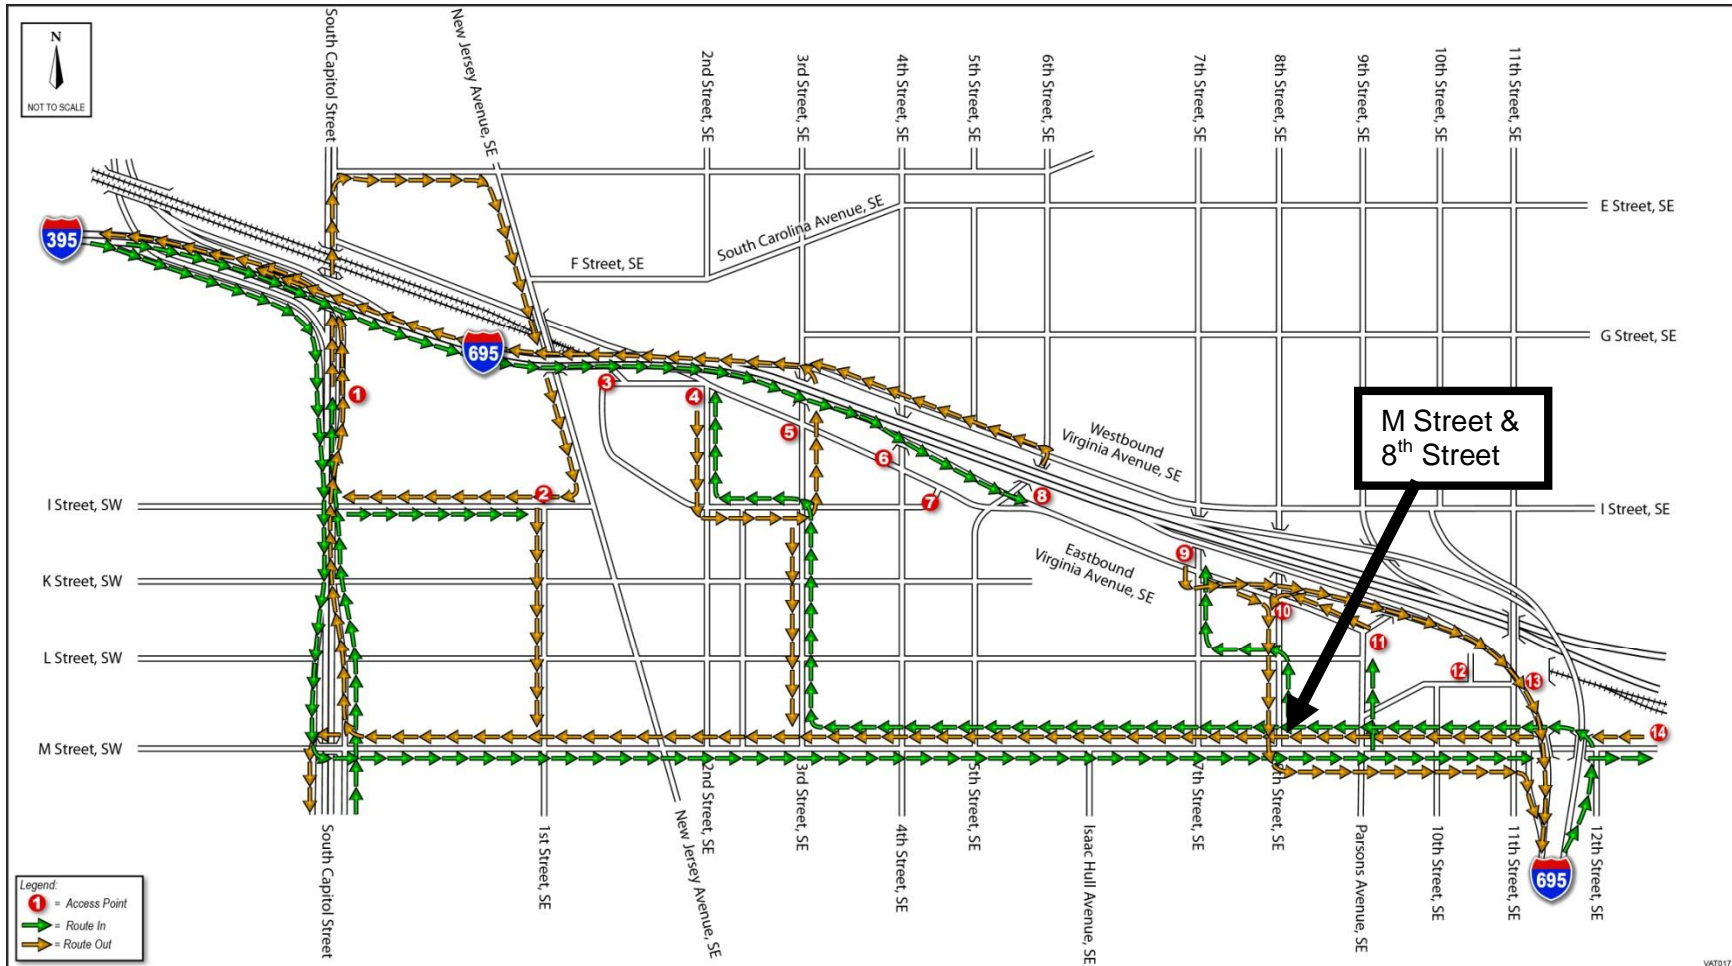 N
NOT TO SCALE
South Capitol Street
New Jersey Avenue, SE
2nd Street, SE
3rd Street, SE
4th Street, SE
5th Street, SE
6th Street, SE
7th Street, SE
8th Street, SE
9th Street, SE
10th Street, SE
11th Street, SE
E Street, SE
South Carolina Avenue, SE
F Street, SE
395
G Street, SE
695
1
3
4
5
6
7
8
2
Westbound
Virginia Avenue, SE
M Street &
8th Street
I Street, SW
I Street, SE
Eastbound
Virginia Avenue, SE
9
K Street, SW
10
11
L Street, SW
12
13
14
M Street, SW
South Capitol Street
1st Street, SE
New Jersey Avenue, SE
2nd Street, SE
3rd Street, SE
4th Street, SE
5th Street, SE
Isaac Hull Avenue, SE
7th Street, SE
th Street, SE
Parsons Avenue, SE
10th Street, SE
11th Street, SE
12th Street, SE
695
Legend:
1 = Access Point
= Route In
= Route Out
VAT017